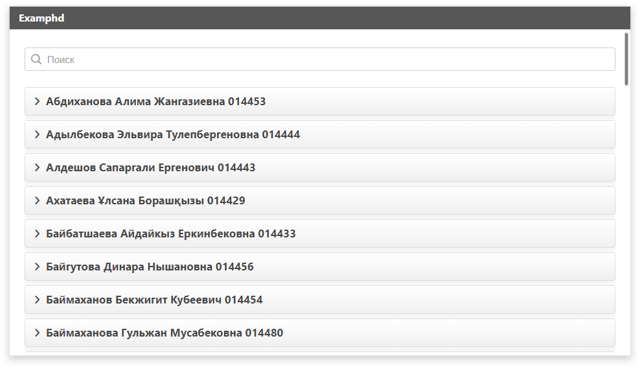 Examphd
Поиск
Абдиханова Алима Жангазиевна 014453
Адылбекова Эльвира Тулепбергеновна 014444
Алдешов Сапаргали Ергенович 014443
Ахатаева Ұлсана Борашқызы 014429
Байбатшаева Айдайкыз Еркинбековна 014433
Байгутова Динара Нышановна 014456
Баймаханов Бекжигит Кубеевич 014454
Баймаханова Гульжан Мусабековна 014480